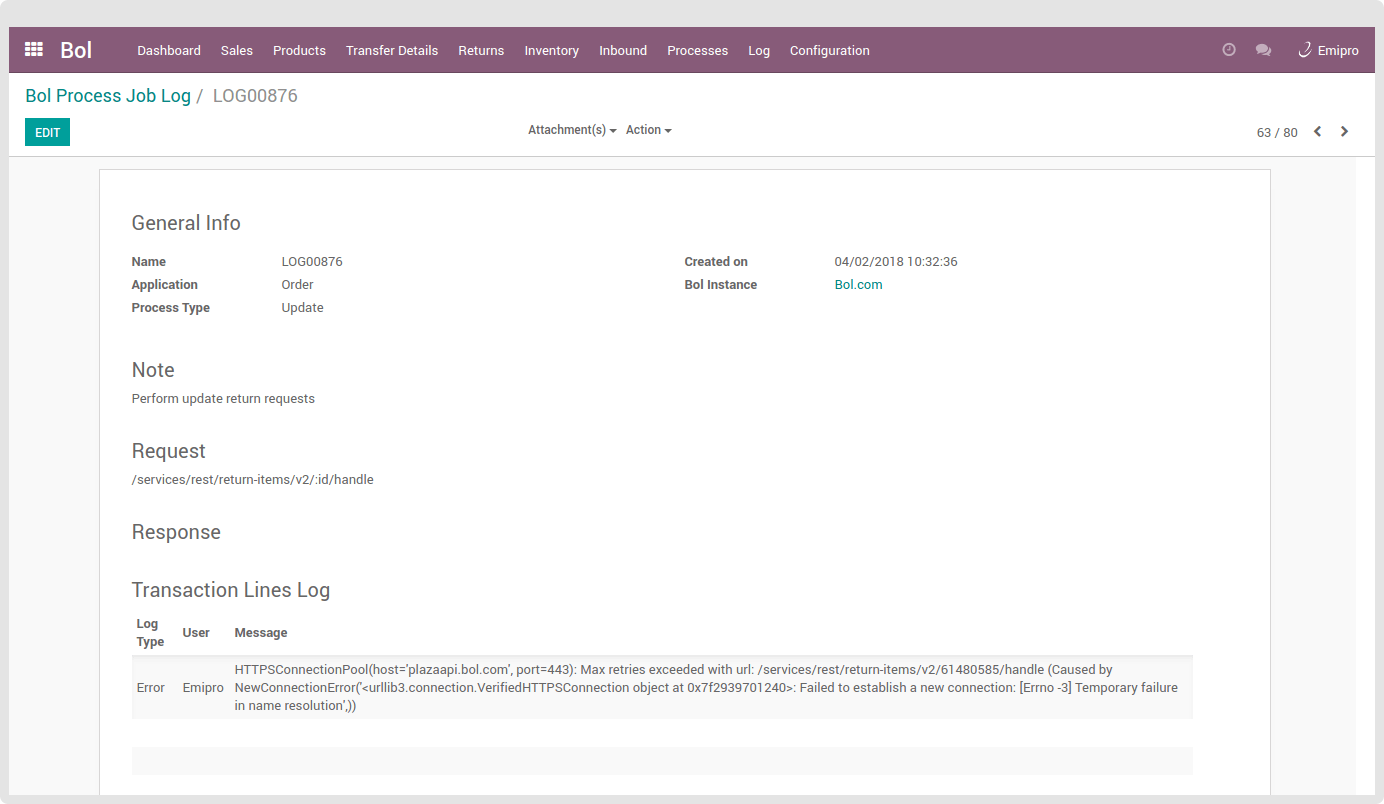 Bol Dashboard Sales Products Transfer Details Returns Inventory Inbound Processes Log Configuration Emipro
Bol Process Job Log / LOG00876
EDIT Attachment(s) Action 63 / 80
General Info
Name LOG00876 Created on 04/02/2018 10:32:36
Application Order Bol Instance Bol.com
Process Type Update
Note
Perform update return requests
Request
/services/rest/return-items/v2/:id/handle
Response
Transaction Lines Log
Log Type User Message
HTTPSConnectionPool(host='plazaapi.bol.com', port=443): Max retries exceeded with url: /services/rest/return-items/v2/61480585/handle (Caused by
Error Emipro NewConnectionError('<urllib3.connection.VerifiedHTTPSConnection object at 0x7f2939701240>: Failed to establish a new connection: [Errno -3] Temporary failure
in name resolution',))